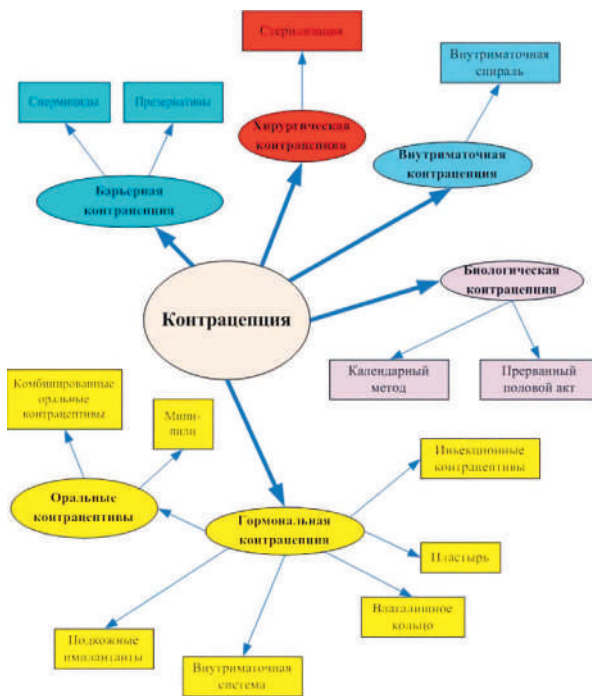 Стерилизация
Внутриматочная
спираль
Спермициды
Презервативы
Хирургическая
контрацепция
Внутриматочная
контрацепция
Барьерная
контрацепция
Биологическая
контрацепция
Контрацепция
Календарный
метод
Прерванный
половой акт
Комбинированные
оральные
контрацептивы
Мини-
пили
Инъекционные
контрацептивы
Оральные
контрацептивы
Гормональная
контрацепция
Пластырь
Влагалищное
кольцо
Подкожные
имплантанты
Внутриматочная
система